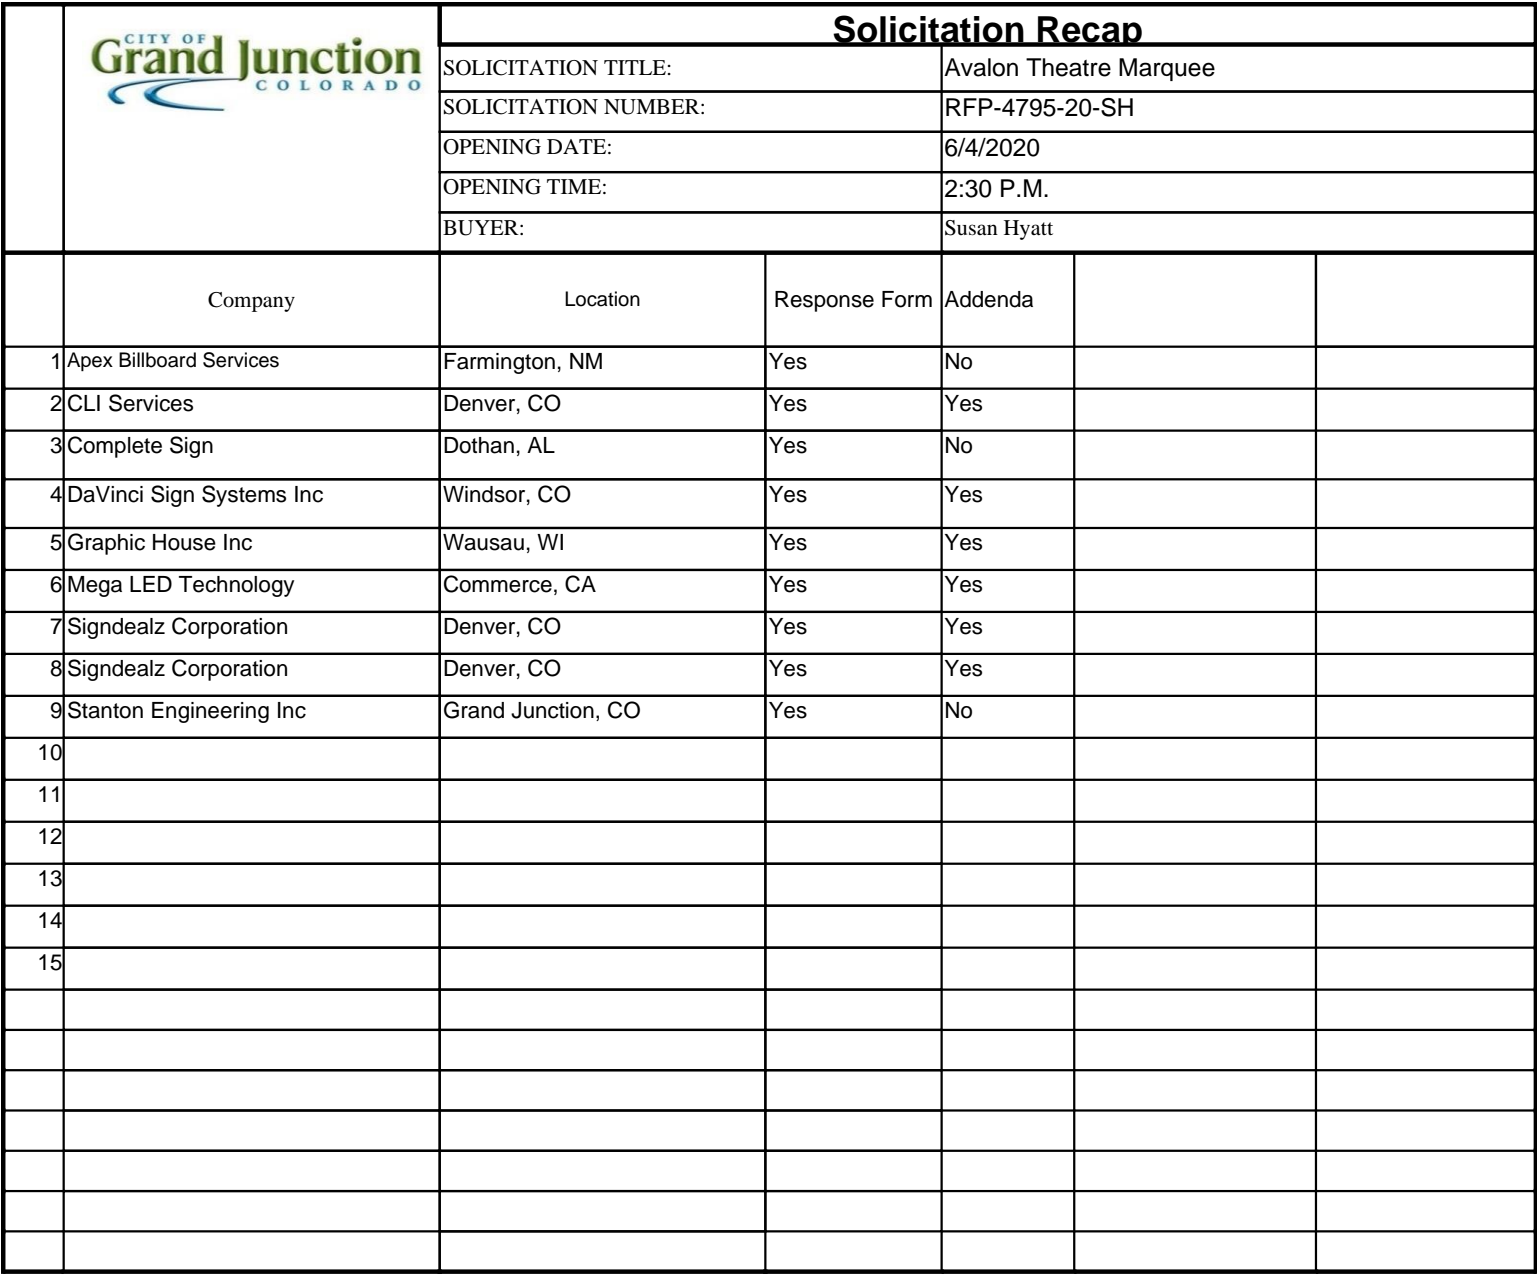 CITY OF
Grand Junction
COLORADO
Solicitation Recap
SOLICITATION TITLE: Avalon Theatre Marquee
SOLICITATION NUMBER: RFP-4795-20-SH
OPENING DATE: 6/4/2020
OPENING TIME: 2:30 P.M.
BUYER: Susan Hyatt
Company Location Response Form Addenda
1 Apex Billboard Services Farmington, NM Yes No
2 CLI Services Denver, CO Yes Yes
3 Complete Sign Dothan, AL Yes No
4 DaVinci Sign Systems Inc Windsor, CO Yes Yes
5 Graphic House Inc Wausau, WI Yes Yes
6 Mega LED Technology Commerce, CA Yes Yes
7 Signdealz Corporation Denver, CO Yes Yes
8 Signdealz Corporation Denver, CO Yes Yes
9 Stanton Engineering Inc Grand Junction, CO Yes No
10
11
12
13
14
15